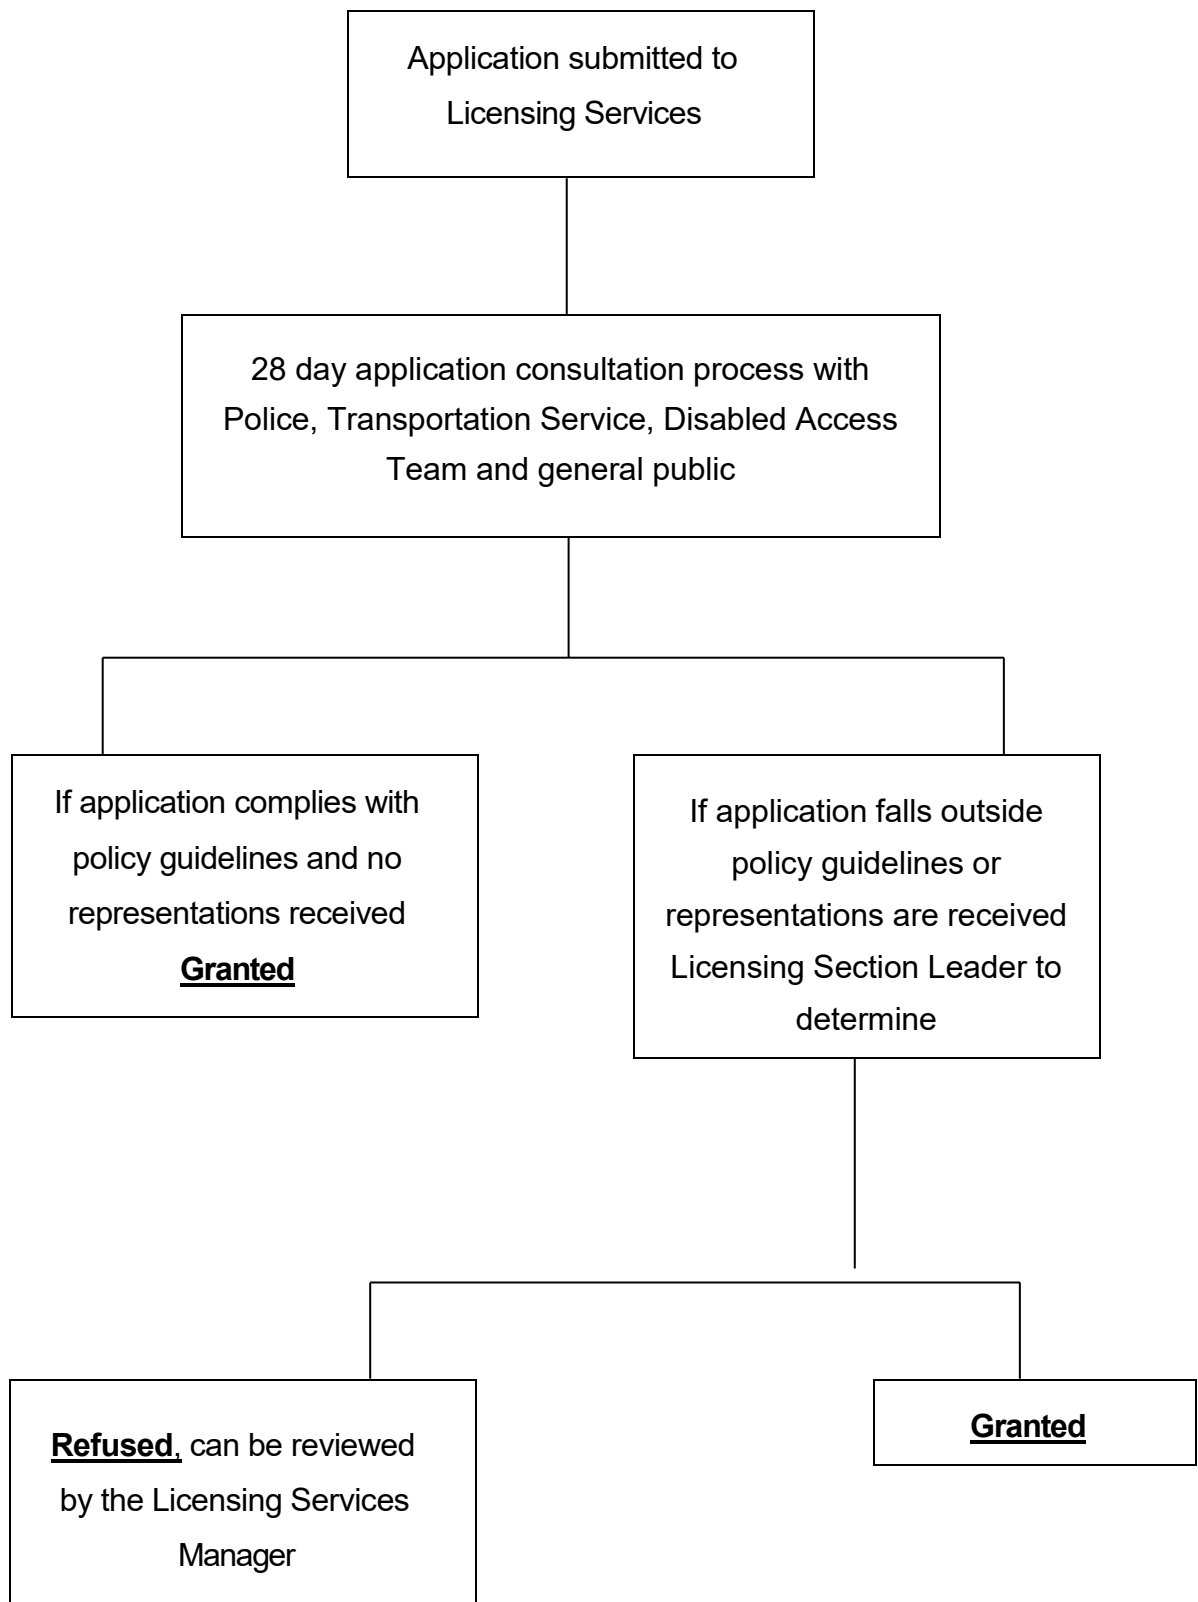 Application submitted to
Licensing Services
28 day application consultation process with
Police, Transportation Service, Disabled Access
Team and general public
If application complies with
policy guidelines and no
representations received
Granted
If application falls outside
policy guidelines or
representations are received
Licensing Section Leader to
determine
Refused, can be reviewed
by the Licensing Services
Manager
Granted